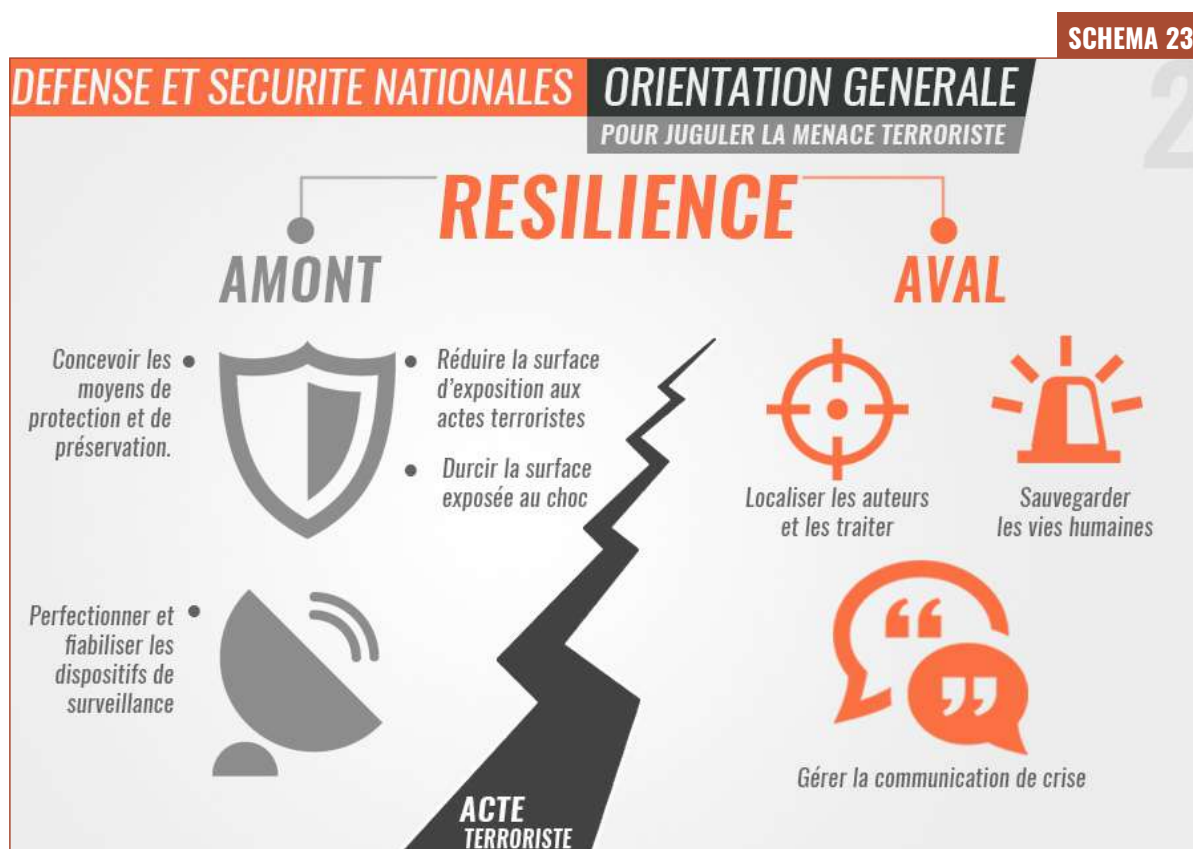 SCHEMA 23
DEFENSE ET SECURITE NATIONALES
ORIENTATION GENERALE
POUR JUGULER LA MENACE TERRORISTE
2
RESILIENCE
AMONT
Concevoir les
moyens de
protection et de
préservation.
Réduire la surface
d'exposition aux
actes terroristes
Durcir la surface
exposée au choc
Perfectionner et
fiabiliser les
dispositifs de
surveillance
ACTE
TERRORISTE
AVAL
Localiser les auteurs
et les traiter
Sauvegarder
les vies humaines
Gérer la communication de crise